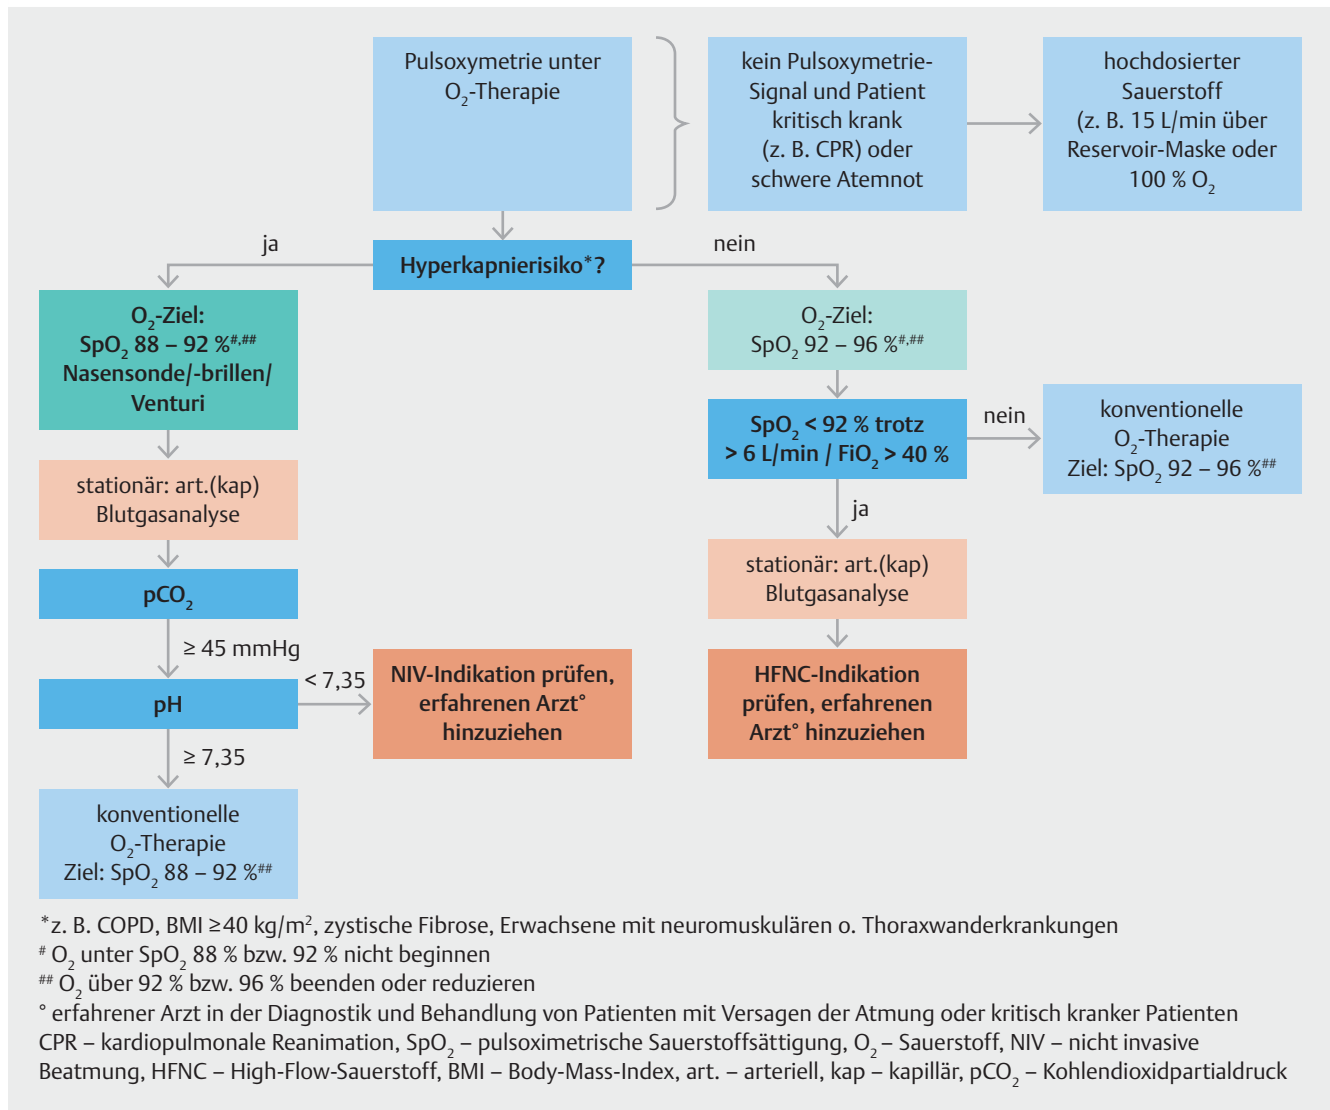 Pulsoxymetrie unter
O₂-Therapie
kein Pulsoxymetrie-
Signal und Patient
kritisch krank
(z. B. CPR) oder
schwere Atemnot
hochdosierter
Sauerstoff
(z. B. 15 L/min über
Reservoir-Maske oder
100 % O₂
ja
Hyperkapnierisiko*?
nein
O₂-Ziel:
SpO₂ 88 – 92 %#,##
Nasensonde/-brillen/
Venturi
O₂-Ziel:
SpO₂ 92 – 96 %#,##
SpO₂ < 92 % trotz
> 6 L/min / FiO₂ > 40 %
nein
konventionelle
O₂-Therapie
Ziel: SpO₂ 92 – 96 %##
stationär: art.(kap)
Blutgasanalyse
ja
stationär: art.(kap)
Blutgasanalyse
pCO₂
≥ 45 mmHg
pH
< 7,35
NIV-Indikation prüfen,
erfahrenen Arzt°
hinzuziehen
HFNC-Indikation
prüfen, erfahrenen
Arzt° hinzuziehen
≥ 7,35
konventionelle
O₂-Therapie
Ziel: SpO₂ 88 – 92 %##
*z. B. COPD, BMI ≥40 kg/m², zystische Fibrose, Erwachsene mit neuromuskulären o. Thoraxwanderkrankungen
# O₂ unter SpO₂ 88 % bzw. 92 % nicht beginnen
## O₂ über 92 % bzw. 96 % beenden oder reduzieren
° erfahrener Arzt in der Diagnostik und Behandlung von Patienten mit Versagen der Atmung oder kritisch kranker Patienten
CPR – kardiopulmonale Reanimation, SpO₂ – pulsoximetrische Sauerstoffsättigung, O₂ – Sauerstoff, NIV – nicht invasive
Beatmung, HFNC – High-Flow-Sauerstoff, BMI – Body-Mass-Index, art. – arteriell, kap – kapillär, pCO₂ – Kohlendioxidpartialdruck